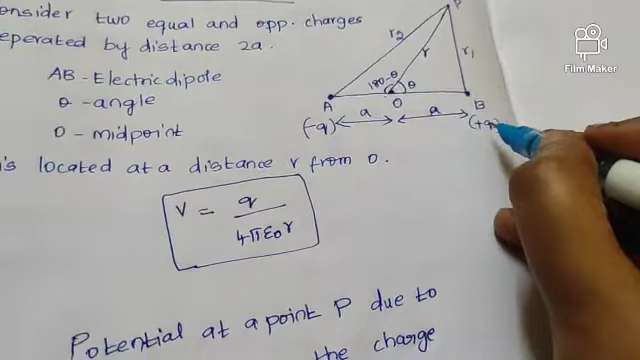 onsider two equal and opp. charges
eperated by distance 2a.
AB - Electric dipole
θ - angle
O - midpoint
is located at a distance r from O.
V = q / 4πε₀r
Potential at a point P due to
the charge
P
r₂
r
r₁
180-θ
θ
A
O
B
a
a
(-q)
(+q)
Film Maker